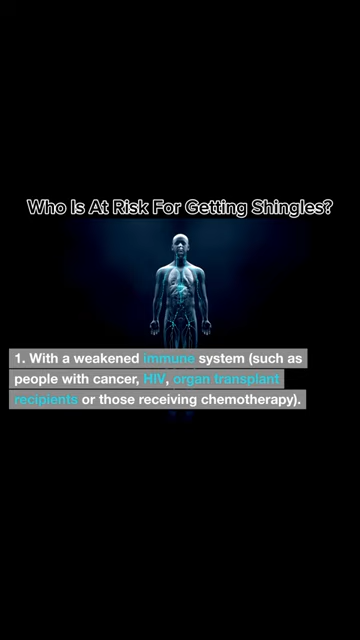 Who Is At Risk For Getting Shingles?
1. With a weakened immune system (such as
people with cancer, HIV, organ transplant
recipients or those receiving chemotherapy).